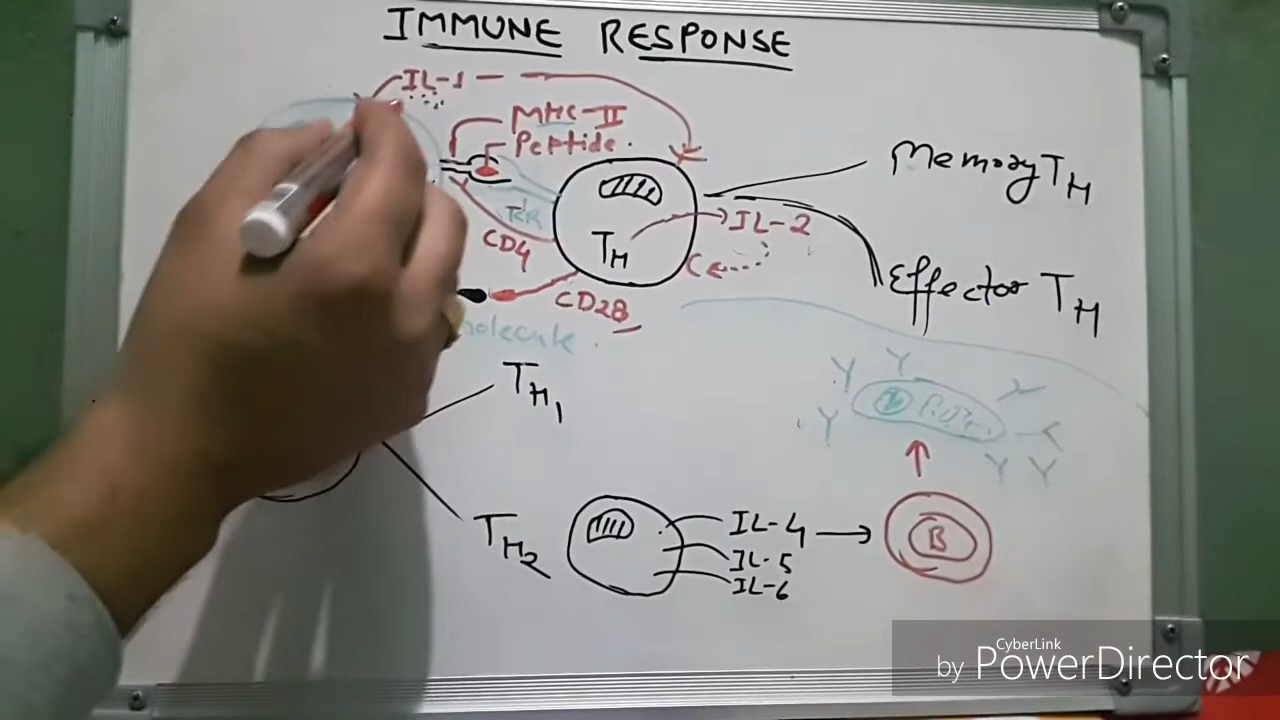 IMMUNE RESPONSE
IL-1
MHC-II
Peptide.
Memory TH
CD4
TH
IL-2
CD28
Effector TH
molecule.
TH1
TH2
IL-4
IL-5
IL-6
B
CyberLink
by PowerDirector